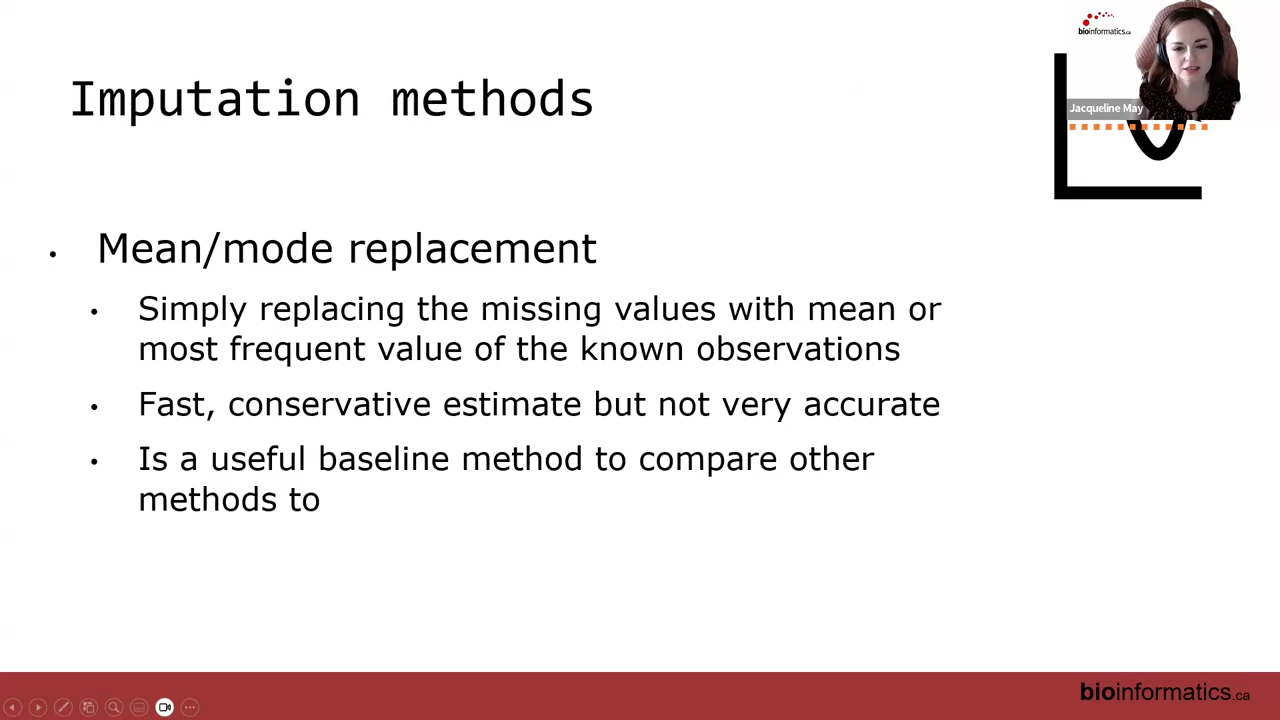 bioinformatics.ca
Jacqueline May
Imputation methods
• Mean/mode replacement
• Simply replacing the missing values with mean or
most frequent value of the known observations
• Fast, conservative estimate but not very accurate
• Is a useful baseline method to compare other
methods to
bioinformatics.ca